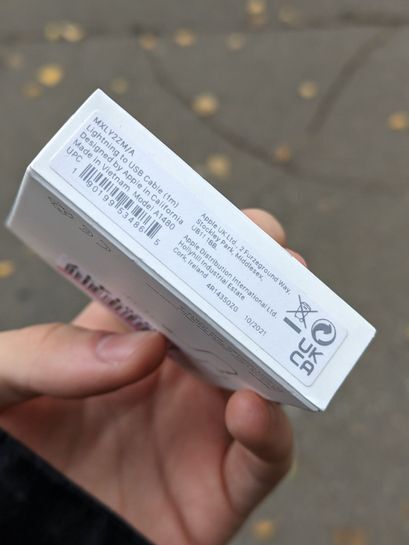 MXLY2ZM/A
Lightning to USB Cable (1m)
Designed by Apple in California
Made in Vietnam Model A1480
UPC
1 90199 53486 5
Apple UK Ltd., 2 Furzeground Way,
Stockley Park, Middlesex,
UB11 1BB.
Apple Distribution International Ltd.
Hollyhill Industrial Estate
Cork, Ireland
4R1435020 10/2021
UK
CA